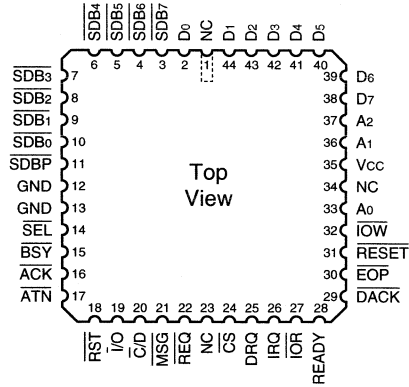 SDB4 SDB5 SDB6 SDB7 D0 NC D1 D2 D3 D4 D5
6 5 4 3 2 1 44 43 42 41 40
SDB3 7 39 D6
SDB2 8 38 D7
SDB1 9 37 A2
SDB0 10 36 A1
SDBP 11 35 VCC
GND 12 34 NC
GND 13 33 A0
SEL 14 32 IOW
BSY 15 31 RESET
ACK 16 30 EOP
ATN 17 29 DACK
Top
View
18 19 20 21 22 23 24 25 26 27 28
RST I/O C/D MSG REQ NC CS DRQ IRQ IOR READY